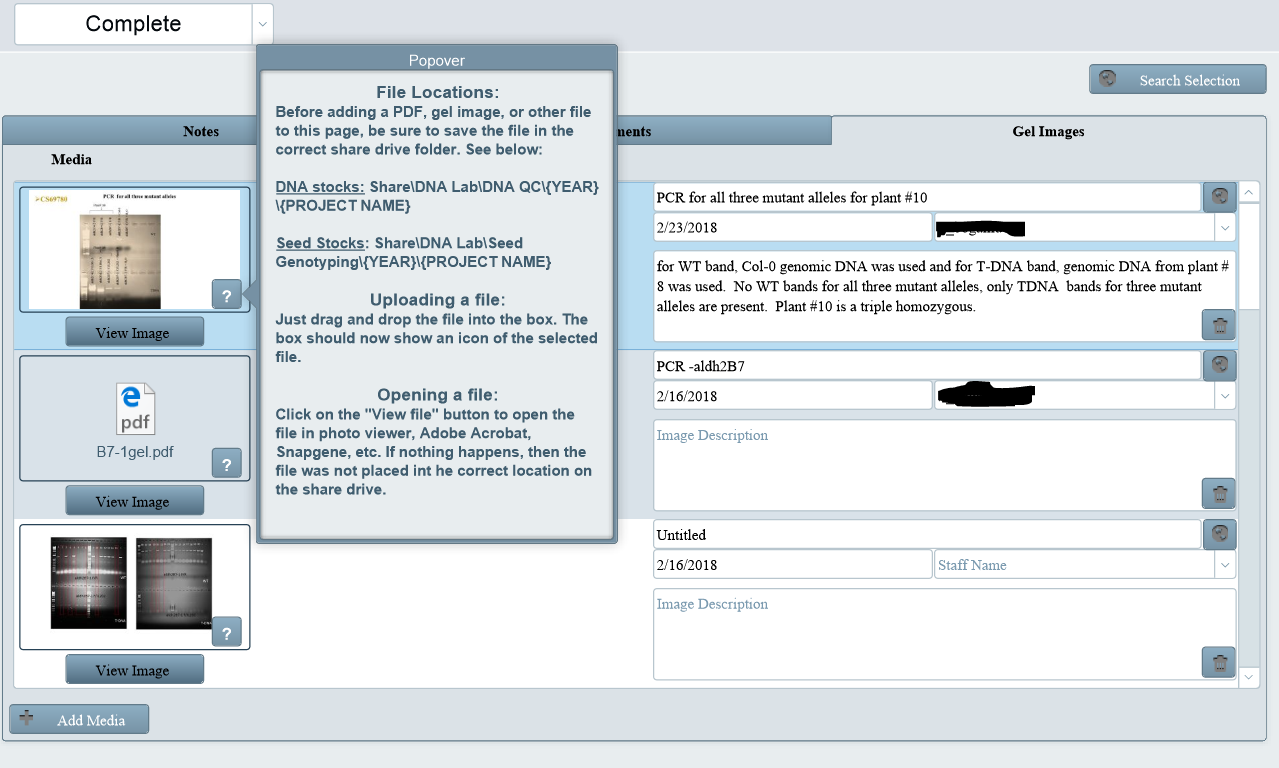 Complete
Popover
File Locations:
Before adding a PDF, gel image, or other file
to this page, be sure to save the file in the
correct share drive folder. See below:
DNA stocks: Share\DNA Lab\DNA QC\{YEAR}
\{PROJECT NAME}
Seed Stocks: Share\DNA Lab\Seed
Genotyping\{YEAR}\{PROJECT NAME}
Uploading a file:
Just drag and drop the file into the box. The
box should now show an icon of the selected
file.
Opening a file:
Click on the "View file" button to open the
file in photo viewer, Adobe Acrobat,
Snapgene, etc. If nothing happens, then the
file was not placed int he correct location on
the share drive.
Search Selection
Notes
ments
Gel Images
Media
>CS69780
PCR for all three mutant alleles
?
View Image
PCR for all three mutant alleles for plant #10
2/23/2018
for WT band, Col-0 genomic DNA was used and for T-DNA band, genomic DNA from plant #
8 was used. No WT bands for all three mutant alleles, only TDNA bands for three mutant
alleles are present. Plant #10 is a triple homozygous.
pdf
B7-1gel.pdf
?
View Image
PCR -aldh2B7
2/16/2018
Image Description
WT
T-DNA
WT
T-DNA
?
View Image
Untitled
2/16/2018
Staff Name
Image Description
Add Media